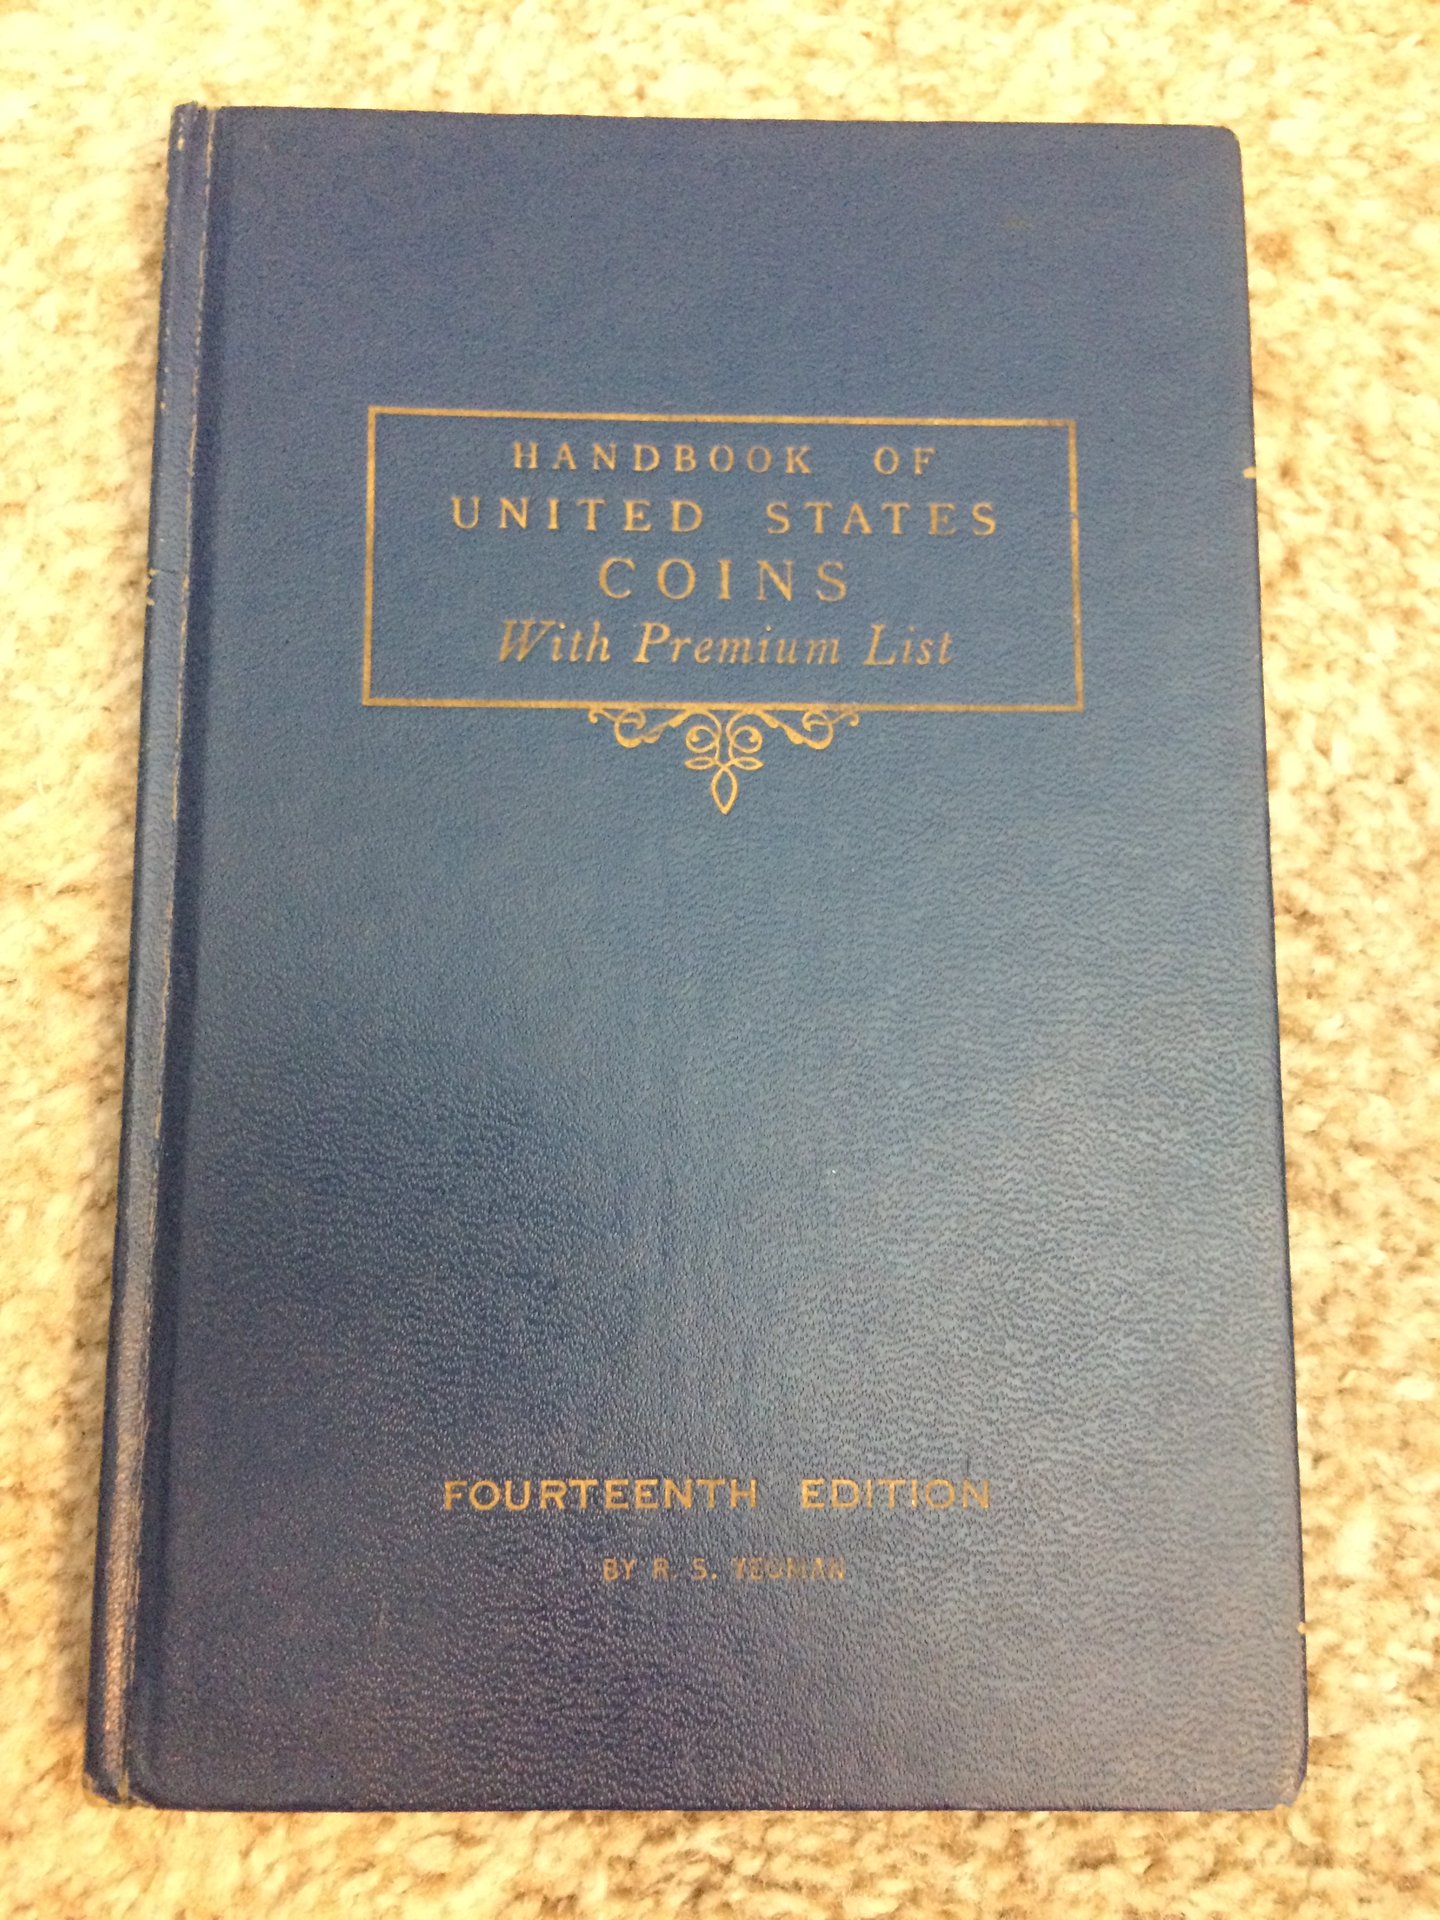 HANDBOOK OF
UNITED STATES
COINS
With Premium List
FOURTEENTH EDITION
BY R. S. YEOMAN